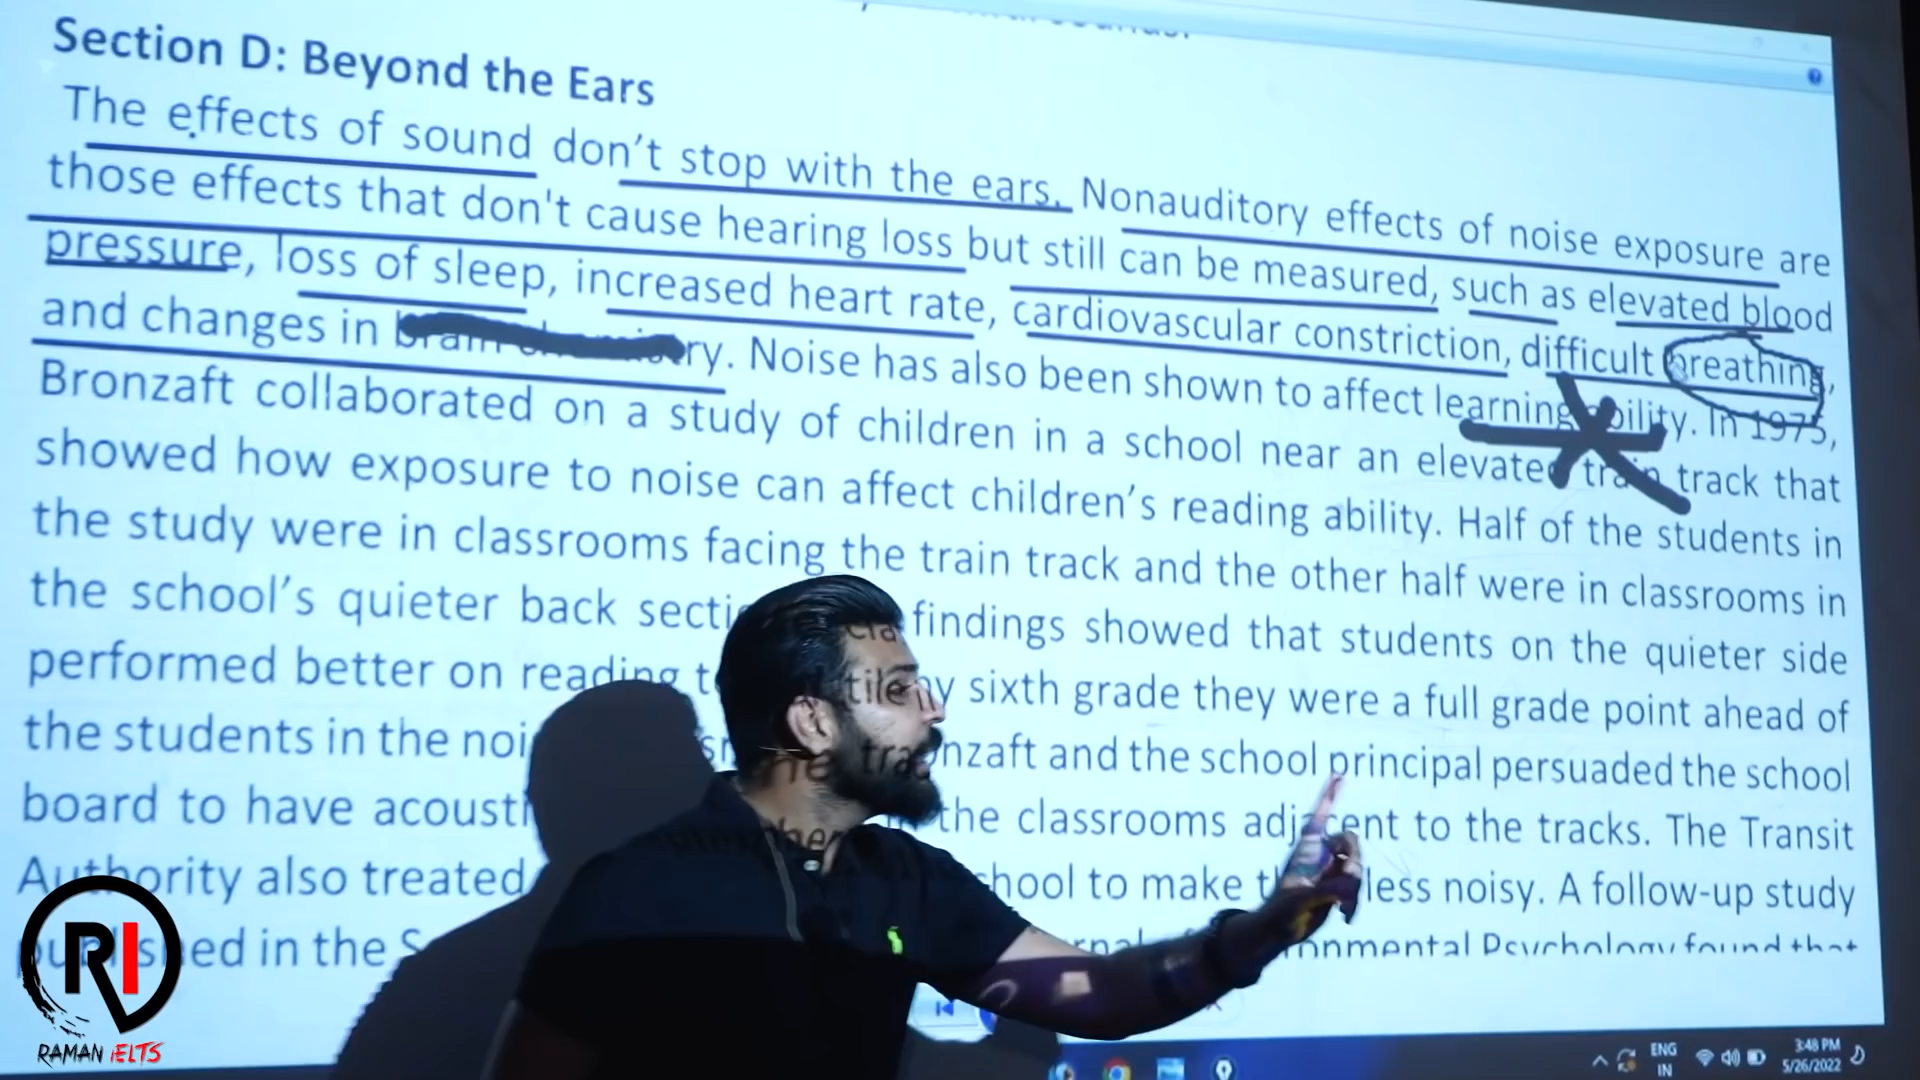 Section D: Beyond the Ears
The effects of sound don't stop with the ears. Nonauditory effects of noise exposure are
those effects that don't cause hearing loss but still can be measured, such as elevated blood
pressure, loss of sleep, increased heart rate, cardiovascular constriction, difficult breathing,
and changes in . Noise has also been shown to affect learning ability. In 1975,
Bronzaft collaborated on a study of children in a school near an elevated train track that
showed how exposure to noise can affect children's reading ability. Half of the students in
the study were in classrooms facing the train track and the other half were in classrooms in
the school's quieter back findings showed that students on the quieter side
performed better on reading by sixth grade they were a full grade point ahead of
the students in the and the school principal persuaded the school
board to have the classrooms adjacent to the tracks. The Transit
Authority also treated school to make less noisy. A follow-up study
published in the Psychology found that
RI
RAMAN IELTS
ENG
IN
3:48 PM
5/26/2022